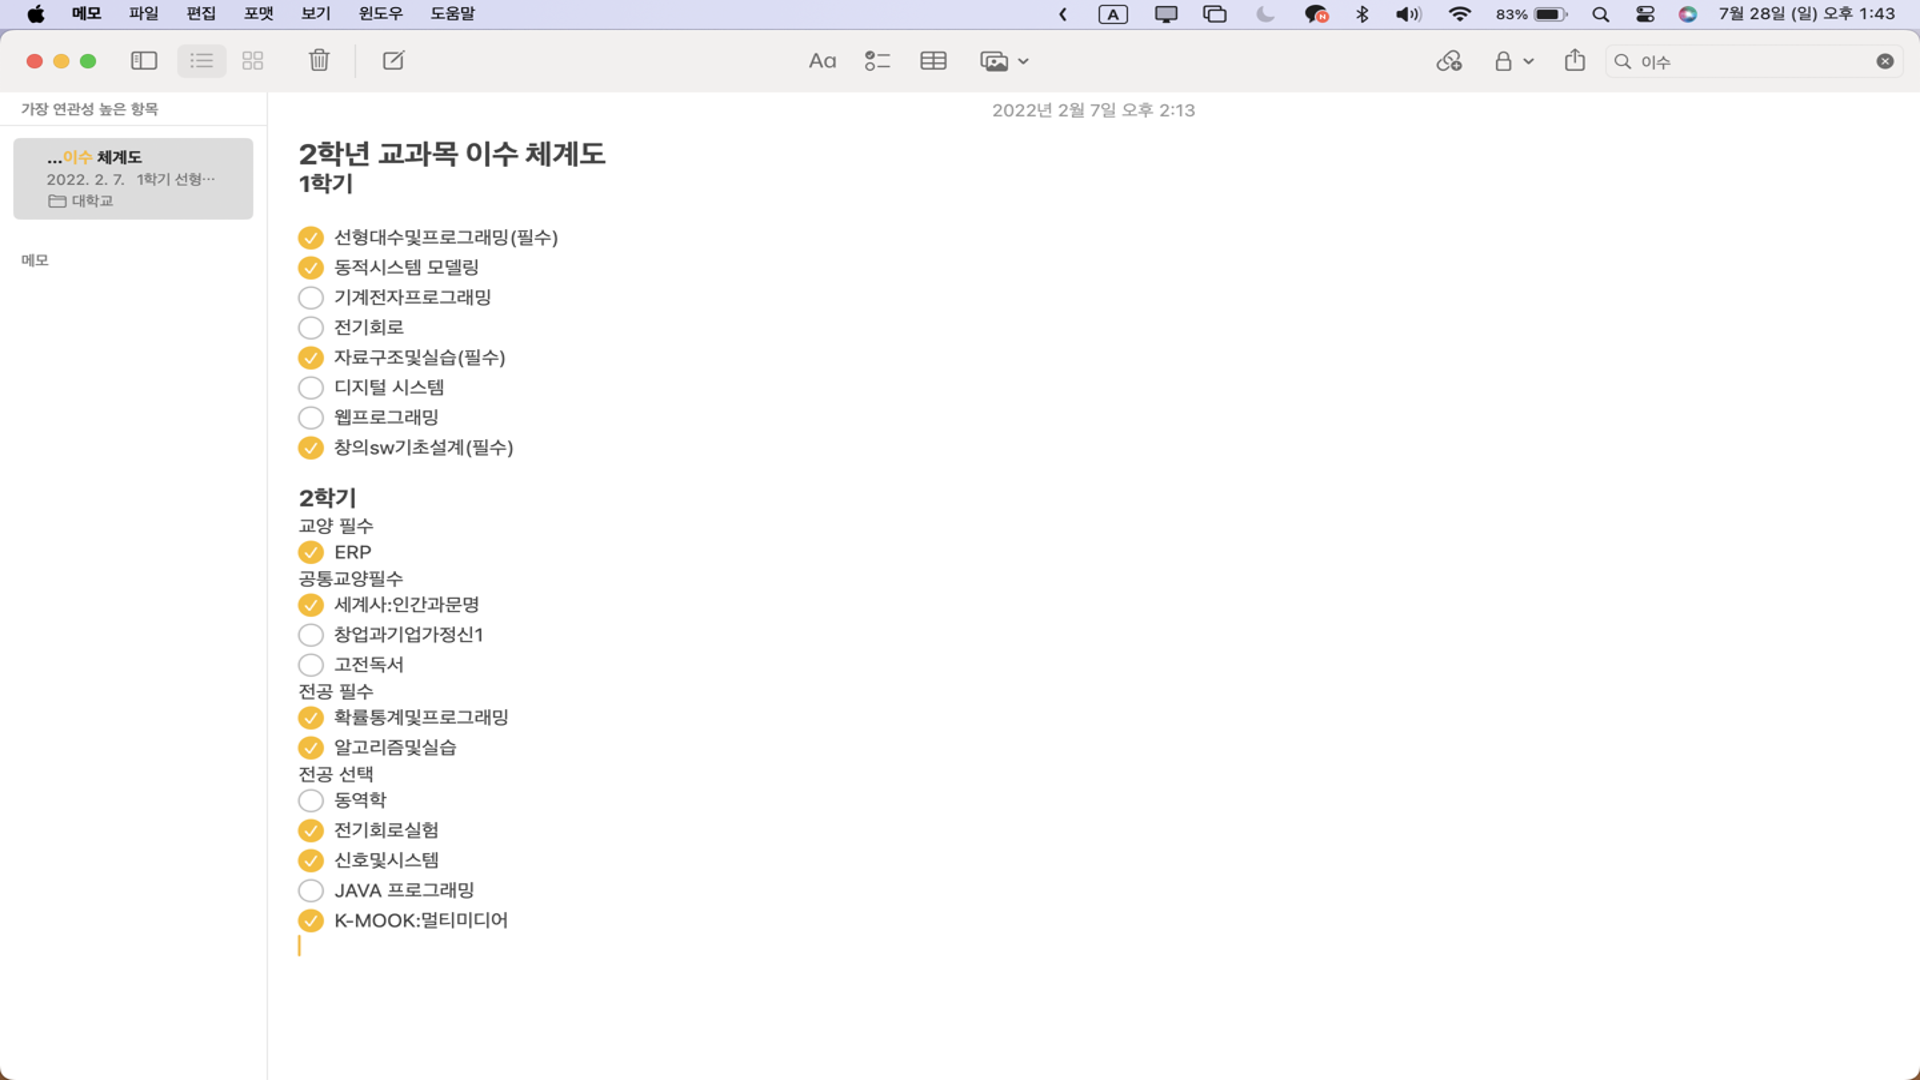 메모 파일 편집 포맷 보기 윈도우 도움말 A N 83% 7월 28일 (일) 오후 1:43
Aa 이수
가장 연관성 높은 항목
...이수 체계도
2022. 2. 7. 1학기 선형...
대학교
메모
2022년 2월 7일 오후 2:13
2학년 교과목 이수 체계도
1학기
선형대수및프로그래밍(필수)
동적시스템 모델링
기계전자프로그래밍
전기회로
자료구조및실습(필수)
디지털 시스템
웹프로그래밍
창의sw기초설계(필수)
2학기
교양 필수
ERP
공통교양필수
세계사:인간과문명
창업과기업가정신1
고전독서
전공 필수
확률통계및프로그래밍
알고리즘및실습
전공 선택
동역학
전기회로실험
신호및시스템
JAVA 프로그래밍
K-MOOK:멀티미디어